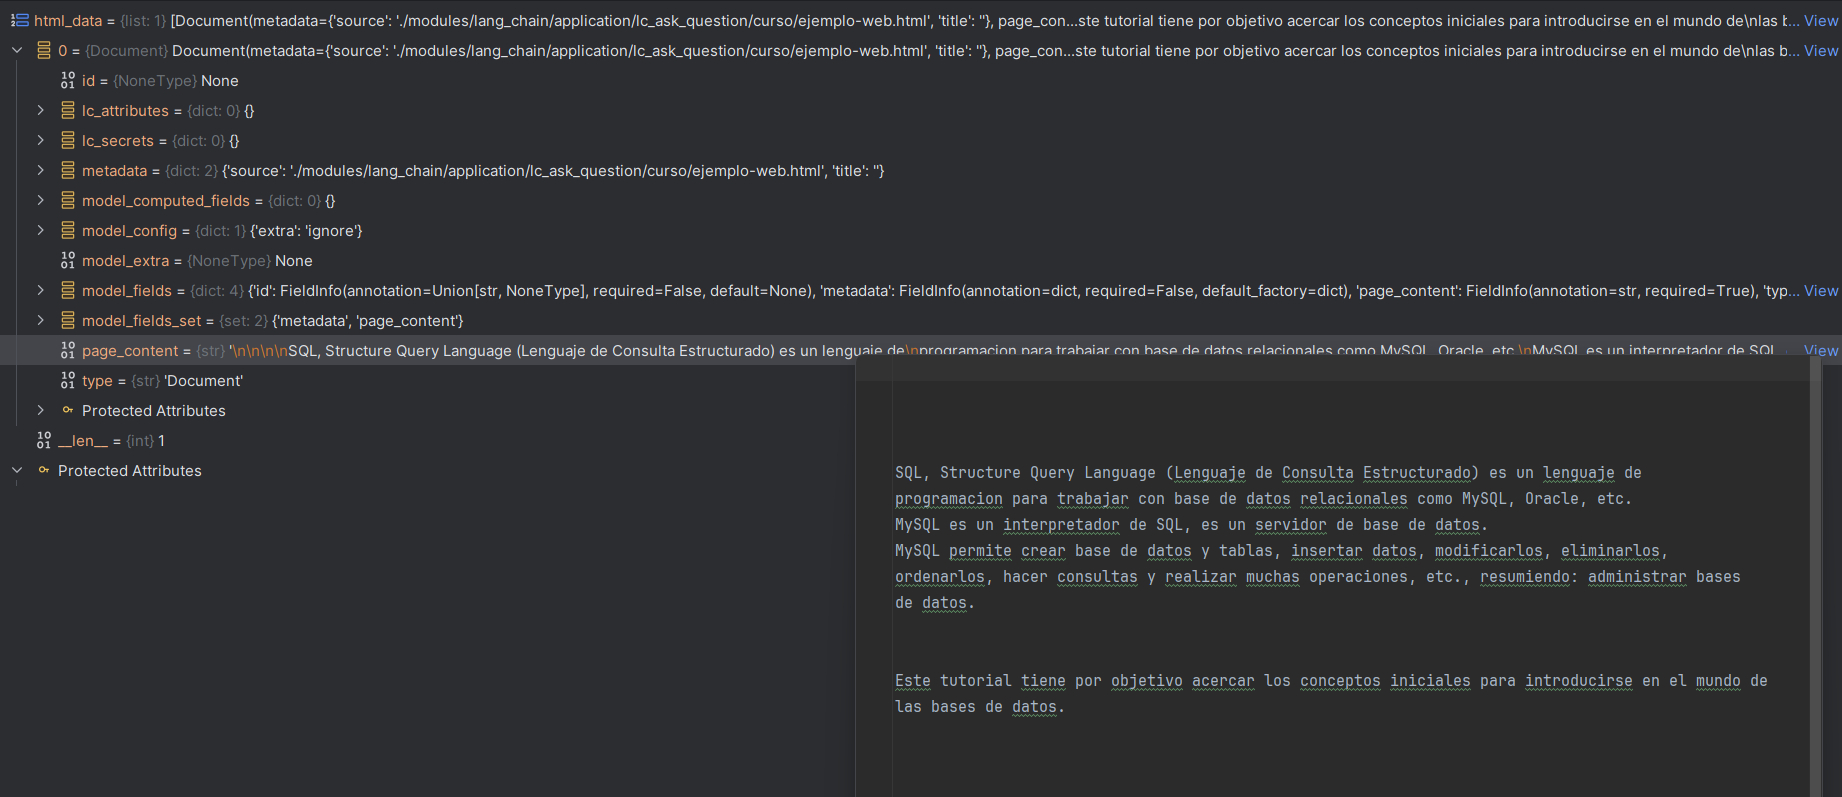 html_data = {list: 1} [Document(metadata={'source': './modules/lang_chain/application/lc_ask_question/curso/ejemplo-web.html', 'title': ''}, page_con...ste tutorial tiene por objetivo acercar los conceptos iniciales para introducirse en el mundo de\nlas b... View
0 = {Document} Document(metadata={'source': './modules/lang_chain/application/lc_ask_question/curso/ejemplo-web.html', 'title': ''}, page_con...ste tutorial tiene por objetivo acercar los conceptos iniciales para introducirse en el mundo de\nlas b... View
id = {NoneType} None
lc_attributes = {dict: 0} {}
lc_secrets = {dict: 0} {}
metadata = {dict: 2} {'source': './modules/lang_chain/application/lc_ask_question/curso/ejemplo-web.html', 'title': ''}
model_computed_fields = {dict: 0} {}
model_config = {dict: 1} {'extra': 'ignore'}
model_extra = {NoneType} None
model_fields = {dict: 4} {'id': FieldInfo(annotation=Union[str, NoneType], required=False, default=None), 'metadata': FieldInfo(annotation=dict, required=False, default_factory=dict), 'page_content': FieldInfo(annotation=str, required=True), 'typ... View
model_fields_set = {set: 2} {'metadata', 'page_content'}
page_content = {str} '\n\n\n\nSQL, Structure Query Language (Lenguaje de Consulta Estructurado) es un lenguaje de\nprogramacion para trabajar con base de datos relacionales como MySQL, Oracle, etc.\nMySQL es un interpretador de SQL, View
type = {str} 'Document'
Protected Attributes
__len__ = {int} 1
Protected Attributes
SQL, Structure Query Language (Lenguaje de Consulta Estructurado) es un lenguaje de
programacion para trabajar con base de datos relacionales como MySQL, Oracle, etc.
MySQL es un interpretador de SQL, es un servidor de base de datos.
MySQL permite crear base de datos y tablas, insertar datos, modificarlos, eliminarlos,
ordenarlos, hacer consultas y realizar muchas operaciones, etc., resumiendo: administrar bases
de datos.
Este tutorial tiene por objetivo acercar los conceptos iniciales para introducirse en el mundo de
las bases de datos.